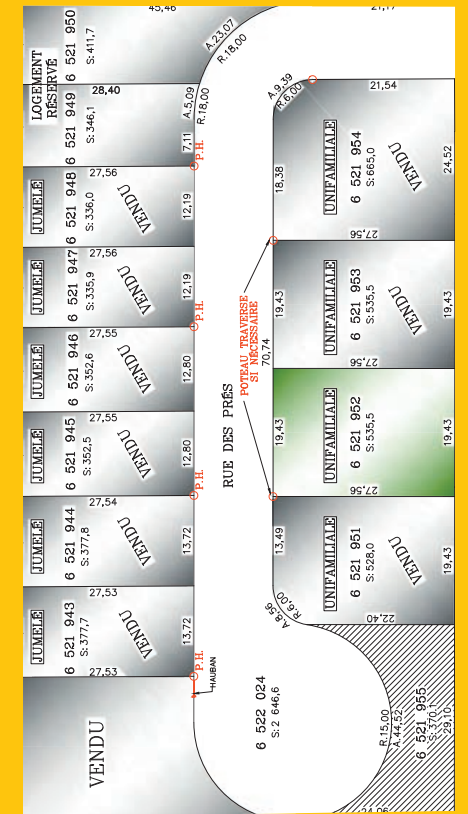 45,46
6 521 950
S: 411,7
LOGEMENT
RÉSERVÉ
28,40
6 521 949
S: 346,1
7,11
A.5,09
R.18,00
A.23,07
R.18,00
P.H.
27,56
JUMELÉ
6 521 948
S: 336,0
VENDU
12,19
27,56
JUMELÉ
6 521 947
S: 335,9
VENDU
12,19
P.H.
27,55
JUMELÉ
6 521 946
S: 352,6
VENDU
12,80
27,55
JUMELÉ
6 521 945
S: 352,5
VENDU
12,80
P.H.
27,54
JUMELÉ
6 521 944
S: 377,8
VENDU
13,72
27,53
JUMELÉ
6 521 943
S: 377,7
VENDU
13,72
27,53
P.H.
HAUBAN
VENDU
RUE DES PRÉS
POTEAU TRAVERSE
SI NÉCESSAIRE
70,74
6 522 024
S: 2 646,6
21,17
A.9,39
R.6,00
21,54
18,38
UNIFAMILIALE
6 521 954
S: 665,0
VENDU
24,52
27,56
19,43
UNIFAMILIALE
6 521 953
S: 535,5
VENDU
19,43
27,56
19,43
UNIFAMILIALE
6 521 952
S: 535,5
19,43
27,56
13,49
UNIFAMILIALE
6 521 951
S: 528,0
VENDU
19,43
A.8,56
R.6,00
22,40
R.15,00
A.44,52
6 521 955
S: 370,1
29,10
24,06